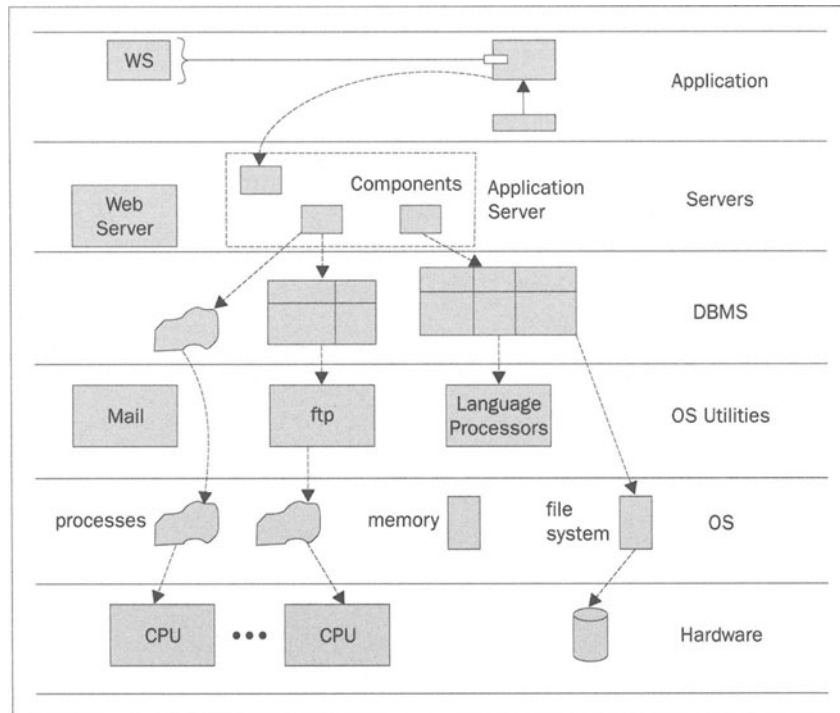 WS
Application
Components
Application
Server
Web
Server
Servers
DBMS
Mail
ftp
Language
Processors
OS Utilities
processes
memory
file
system
OS
CPU
CPU
Hardware